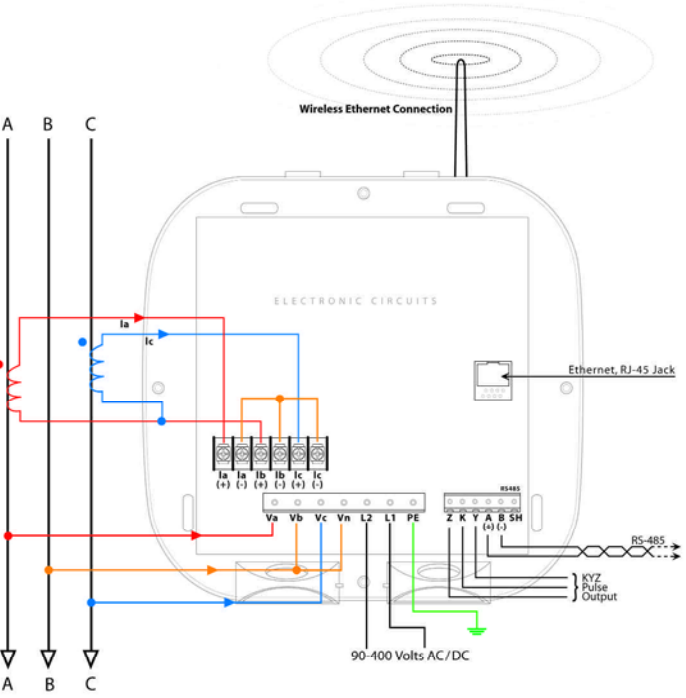 Wireless Ethernet Connection
A B C
ELECTRONIC CIRCUITS
Ia
Ic
Ethernet, RJ-45 Jack
Ia Ia Ib Ib Ic Ic
(+) (-) (+) (-) (+) (-)
RS485
Va Vb Vc Vn L2 L1 PE
Z K Y A B SH
(+) (-)
RS-485
KYZ
Pulse
Output
90-400 Volts AC/DC
A B C